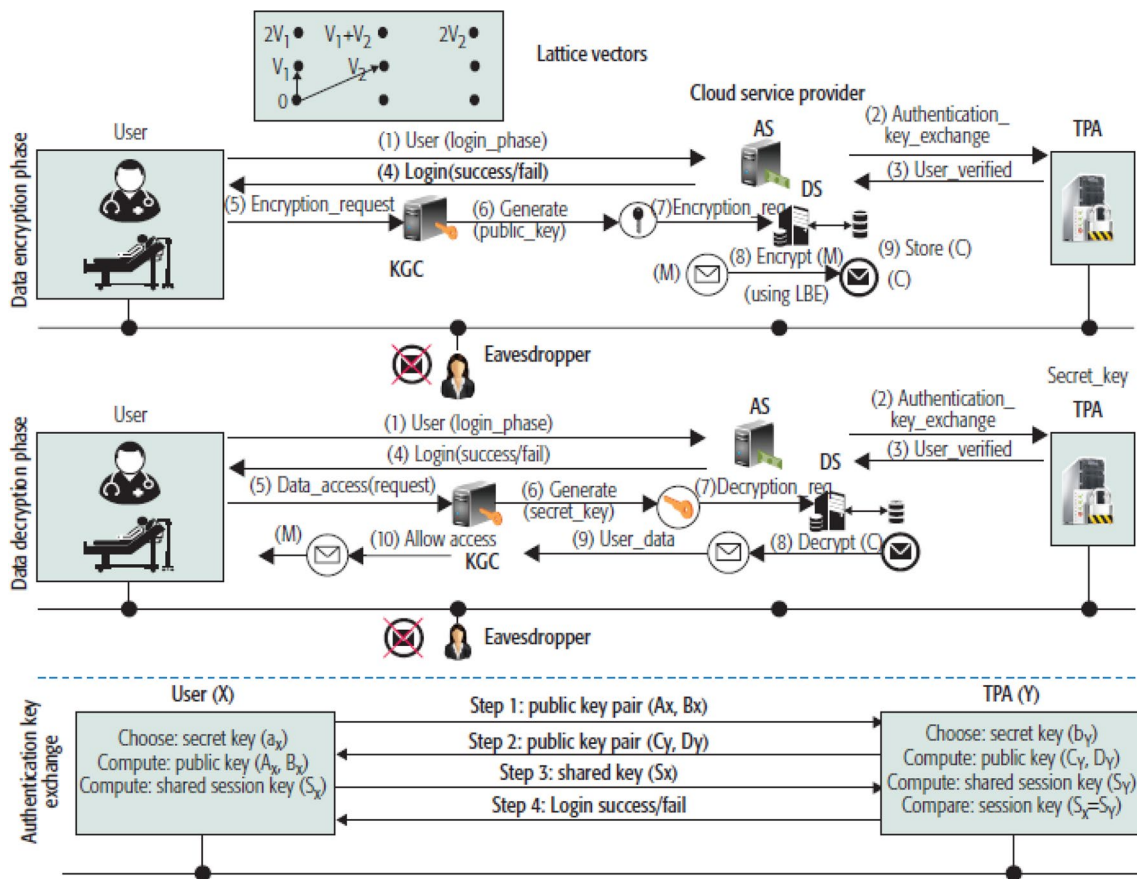 2V₁ V₁+V₂ 2V₂
V₁ V₂
0
Lattice vectors
Data encryption phase
User
Cloud service provider
AS
TPA
(1) User (login_phase)
(2) Authentication_
key_exchange
(4) Login(success/fail)
(3) User_verified
DS
(5) Encryption_request
(6) Generate
(public_key)
(7)Encryption_req
KGC
(M)
(8) Encrypt (M)
(using LBE)
(9) Store (C)
(C)
Eavesdropper
Data decryption phase
User
Secret_key
AS
TPA
(1) User (login_phase)
(2) Authentication_
key_exchange
(4) Login(success/fail)
(3) User_verified
DS
(5) Data_access(request)
(6) Generate
(secret_key)
(7)Decryption_req
(M)
(10) Allow access
KGC
(9) User_data
(8) Decrypt (C)
Eavesdropper
Authentication key
exchange
User (X)
TPA (Y)
Choose: secret key (aₓ)
Compute: public key (Aₓ, Bₓ)
Compute: shared session key (Sₓ)
Step 1: public key pair (Ax, Bx)
Step 2: public key pair (Cy, Dy)
Step 3: shared key (Sx)
Step 4: Login success/fail
Choose: secret key (b_Y)
Compute: public key (C_Y, D_Y)
Compute: shared session key (S_Y)
Compare: session key (Sₓ=S_Y)